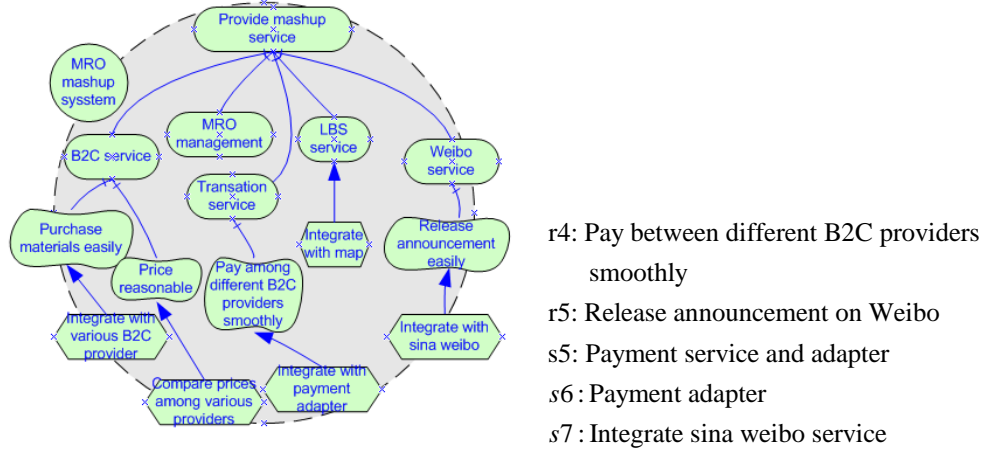 Provide mashup
service
MRO
mashup
sysstem
B2C service
MRO
management
LBS
service
Weibo
service
Transation
service
Purchase
materials easily
Price
reasonable
Pay among
different B2C
providers
smoothly
Integrate
with map
Release
announcement
easily
Integrate with
various B2C
provider
Compare prices
among various
providers
Integrate with
payment
adapter
Integrate with
sina weibo
r4: Pay between different B2C providers
smoothly
r5: Release announcement on Weibo
s5: Payment service and adapter
s6: Payment adapter
s7: Integrate sina weibo service